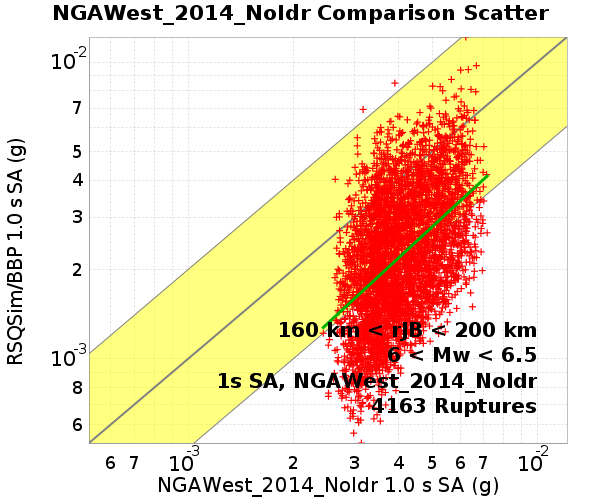 NGAWest_2014_NoIdr Comparison Scatter
RSQSim/BBP 1.0 s SA (g)
10-2
7
5
4
3
2
10-3
8
6
160 km < rJB < 200 km
6 < Mw < 6.5
1s SA, NGAWest_2014_NoIdr
4163 Ruptures
6 7 10-3 2 3 4 5 6 7 10-2
NGAWest_2014_NoIdr 1.0 s SA (g)